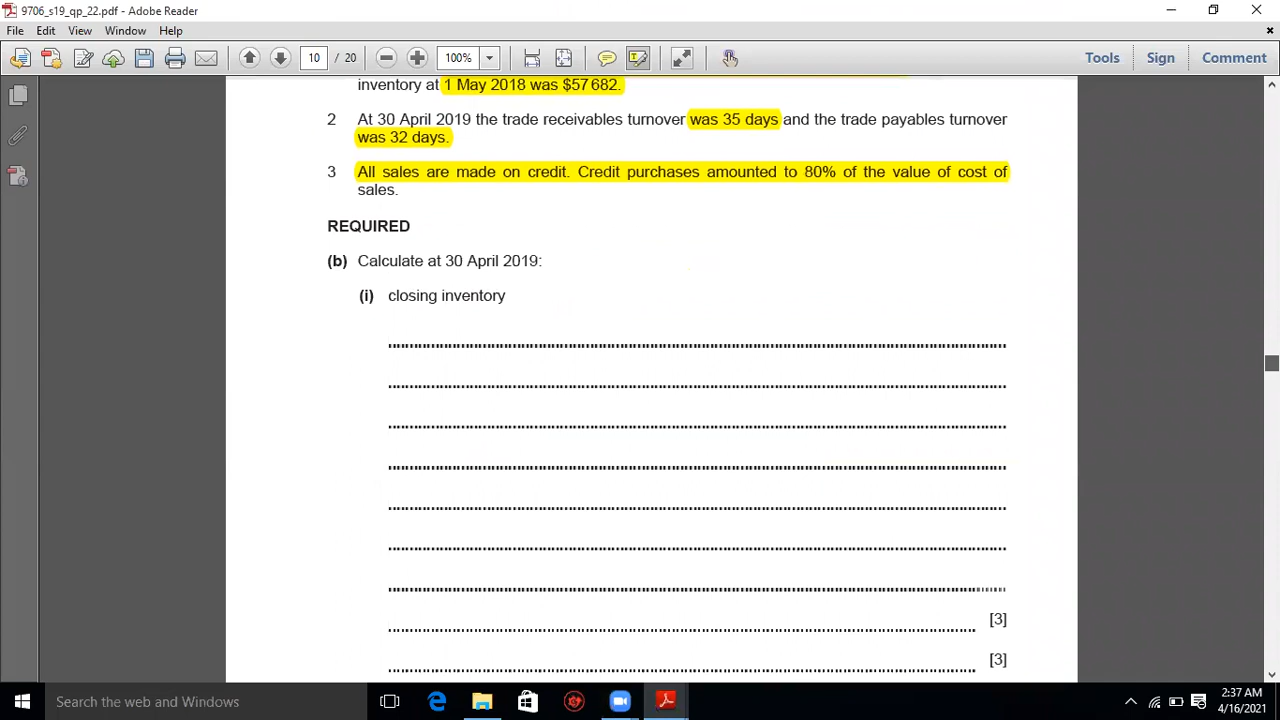 9706_s19_qp_22.pdf - Adobe Reader
File Edit View Window Help
10 / 20 100% Tools Sign Comment
inventory at 1 May 2018 was $57 682.
2 At 30 April 2019 the trade receivables turnover was 35 days and the trade payables turnover
was 32 days.
3 All sales are made on credit. Credit purchases amounted to 80% of the value of cost of
sales.
REQUIRED
(b) Calculate at 30 April 2019:
(i) closing inventory
[3]
[3]
Search the web and Windows
2:37 AM
4/16/2021